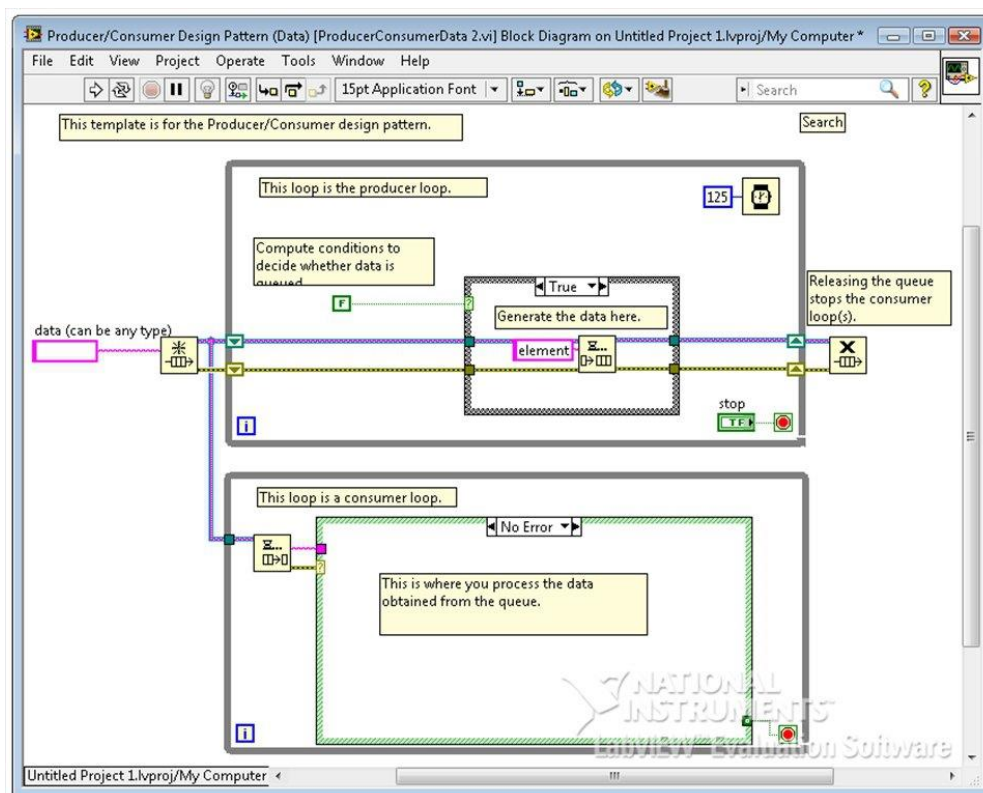 Producer/Consumer Design Pattern (Data) [ProducerConsumerData 2.vi] Block Diagram on Untitled Project 1.lvproj/My Computer *
File Edit View Project Operate Tools Window Help
15pt Application Font
Search
This template is for the Producer/Consumer design pattern.
Search
This loop is the producer loop.
125
Compute conditions to
decide whether data is
queued
True
Releasing the queue
stops the consumer
loop(s).
F
?
Generate the data here.
data (can be any type)
element
stop
TF
i
This loop is a consumer loop.
No Error
?
This is where you process the data
obtained from the queue.
NATIONAL
INSTRUMENTS
LabVIEW Evaluation Software
i
Untitled Project 1.lvproj/My Computer